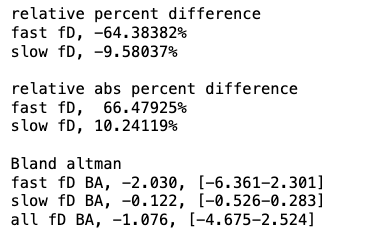 relative percent difference
fast fD, -64.38382%
slow fD, -9.58037%
relative abs percent difference
fast fD,  66.47925%
slow fD, 10.24119%
Bland altman
fast fD BA, -2.030, [-6.361-2.301]
slow fD BA, -0.122, [-0.526-0.283]
all fD BA, -1.076, [-4.675-2.524]